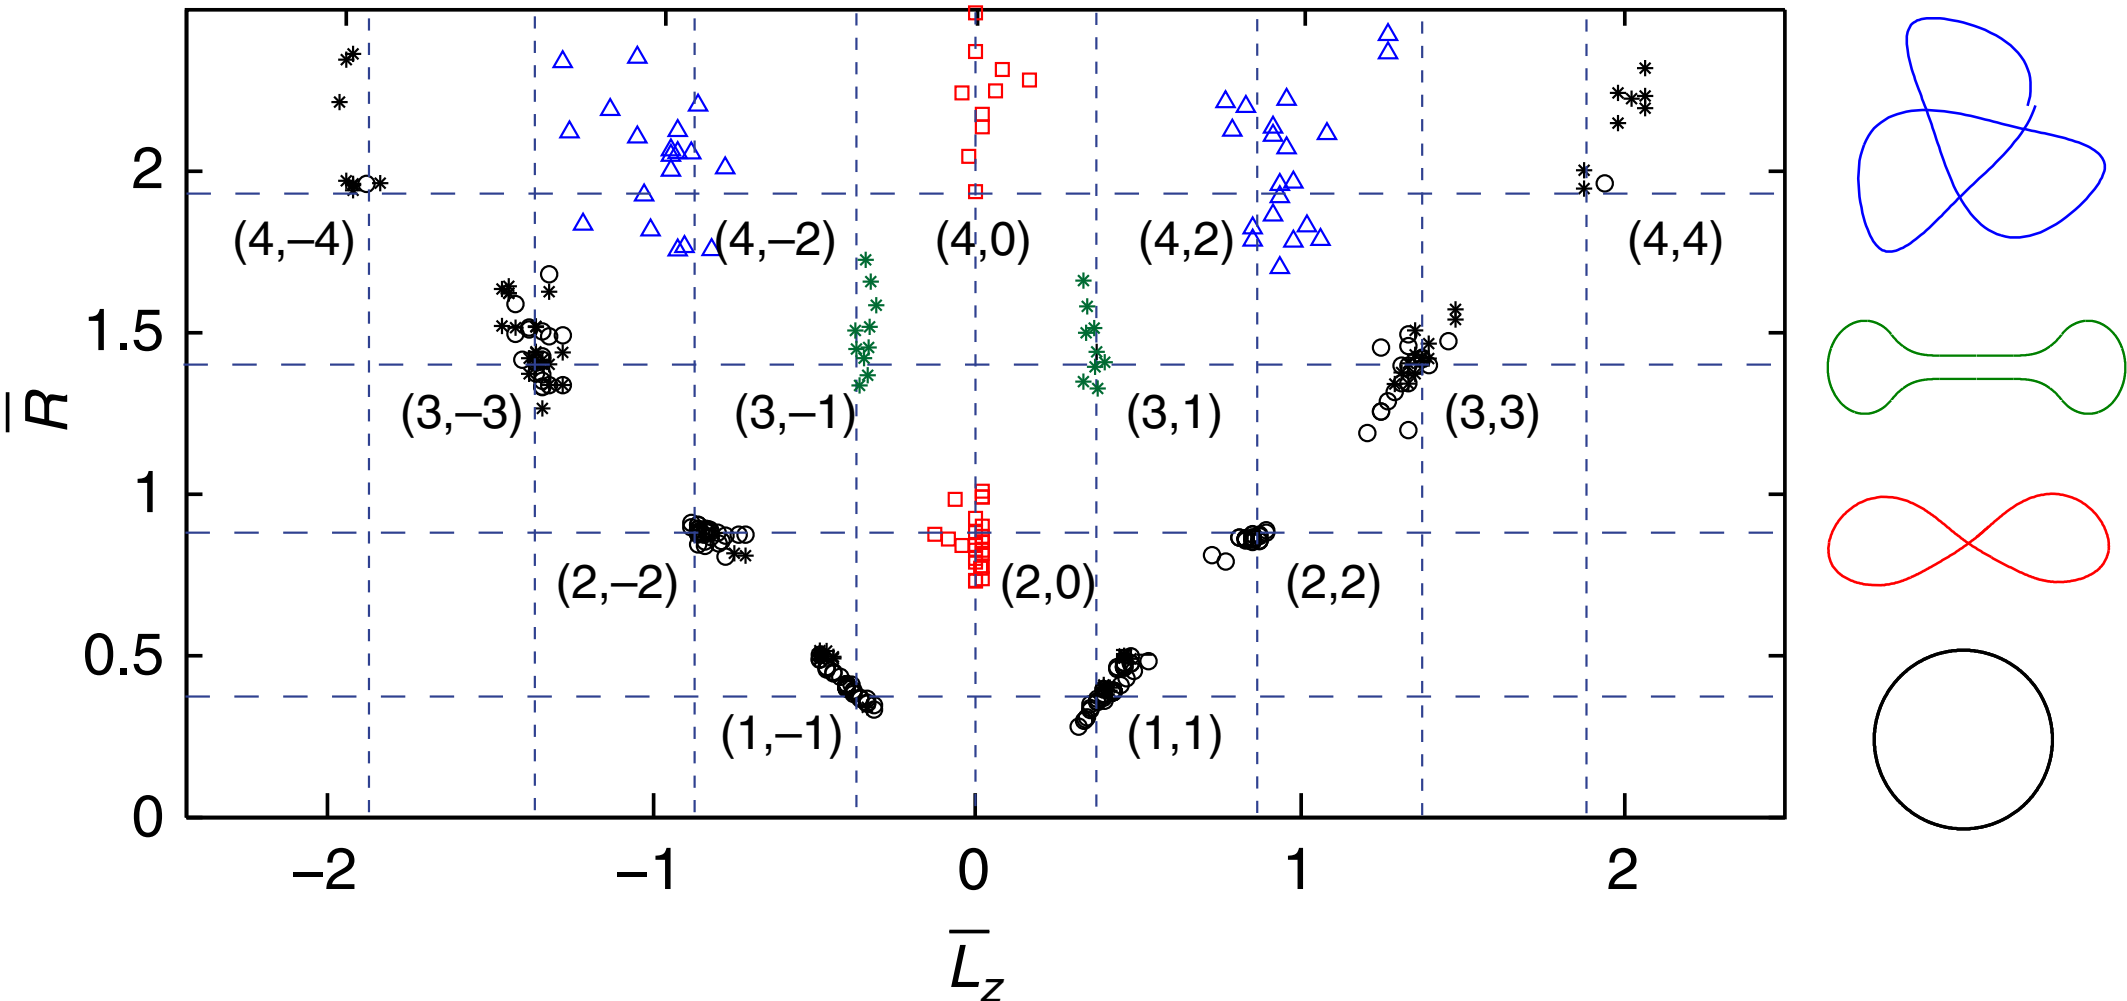 2
(4,–4) (4,–2) (4,0) (4,2) (4,4)
1.5
(3,–3) (3,–1) (3,1) (3,3)
R
1
(2,–2) (2,0) (2,2)
0.5
(1,–1) (1,1)
0
–2 –1 0 1 2
Lz